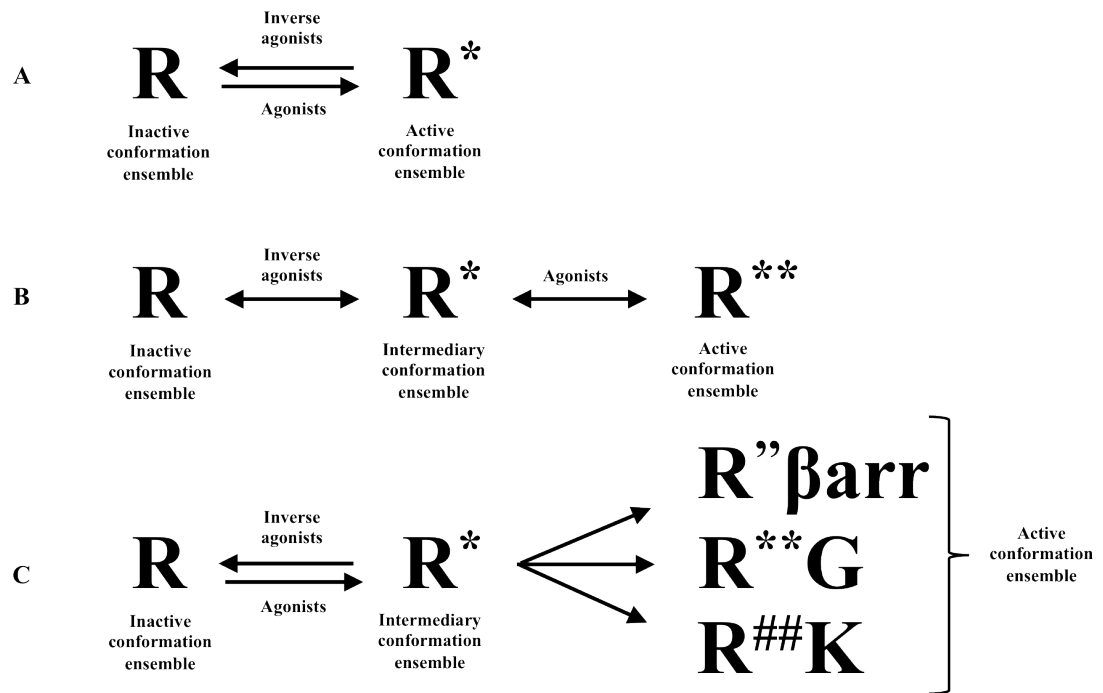 A
R
Inverse
agonists
Agonists
R*
Inactive
conformation
ensemble
Active
conformation
ensemble
B
R
Inverse
agonists
R*
Agonists
R**
Inactive
conformation
ensemble
Intermediary
conformation
ensemble
Active
conformation
ensemble
C
R
Inverse
agonists
Agonists
R*
Inactive
conformation
ensemble
Intermediary
conformation
ensemble
R”βarr
R**G
R##K
Active
conformation
ensemble